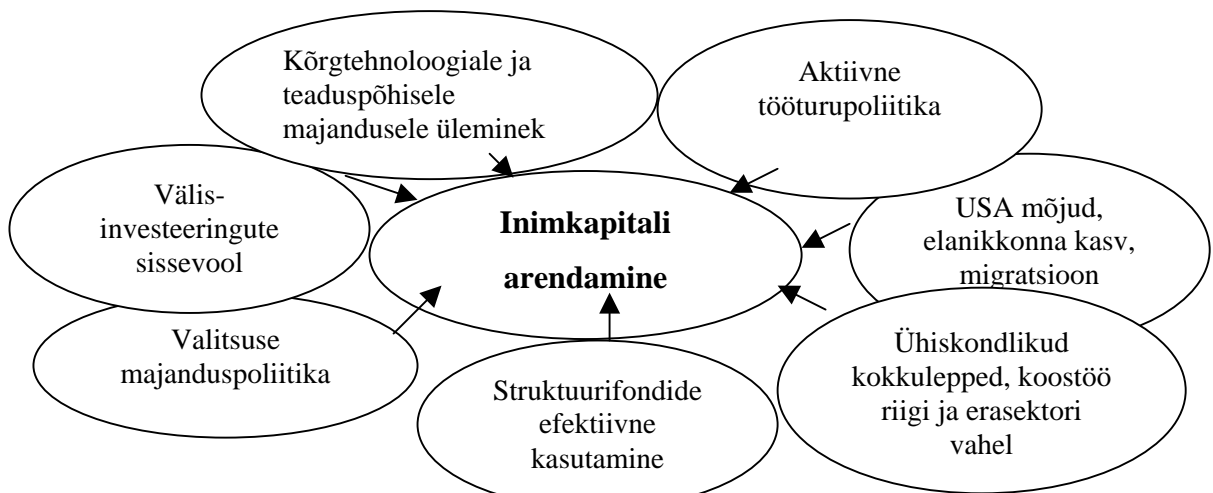 Kõrgtehnoloogiale ja
teaduspõhisele
majandusele üleminek
Aktiivne
tööturupoliitika
Välis-
investeeringute
sissevool
Inimkapitali
arendamine
USA mõjud,
elanikkonna kasv,
migratsioon
Valitsuse
majanduspoliitika
Struktuurifondide
efektiivne
kasutamine
Ühiskondlikud
kokkulepped, koostöö
riigi ja erasektori
vahel